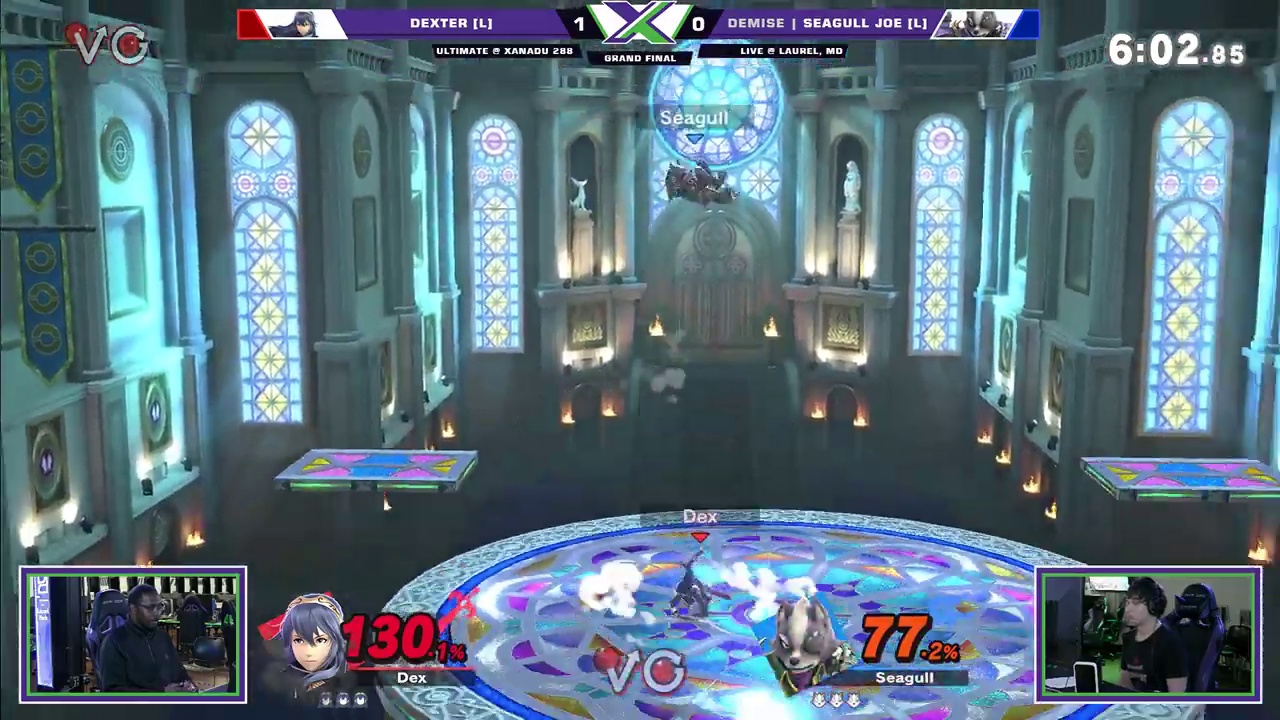 DEXTER [L] 1 0 DEMISE | SEAGULL JOE [L]
ULTIMATE @ XANADU 288 GRAND FINAL LIVE @ LAUREL, MD
VG
6:02.85
Seagull
Dex
130.1%
Dex
VG
77.2%
Seagull